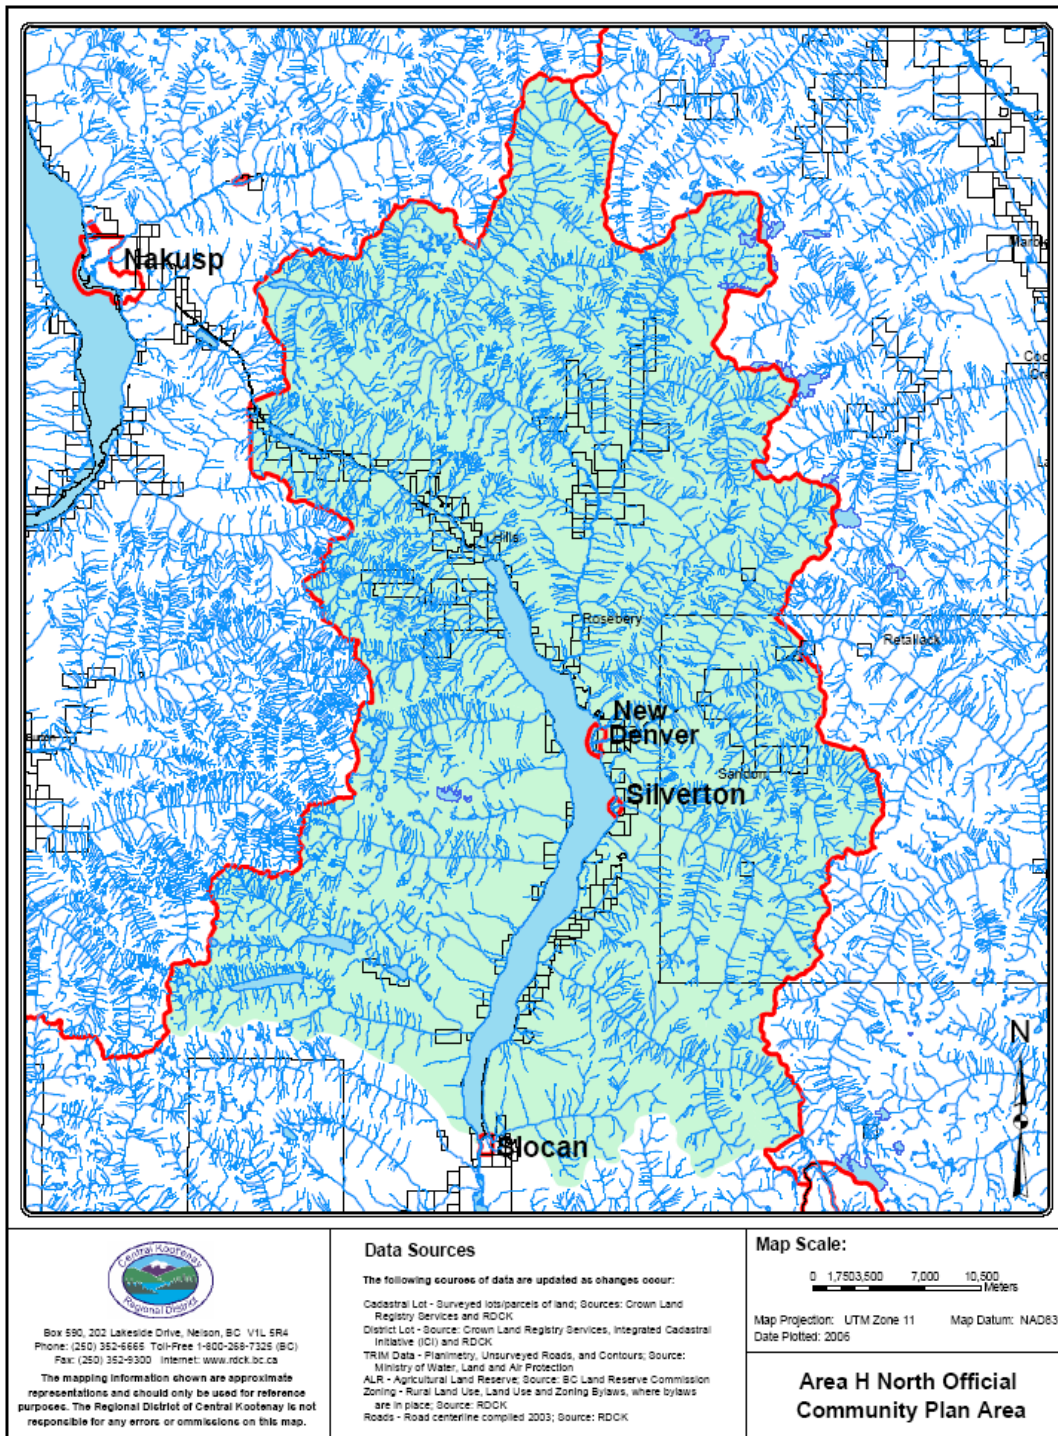 Nakusp
Hills
Rosebery
Retallack
New
Denver
Sandon
Silverton
Slocan
N
Central Kootenay
Regional District
Box 590, 202 Lakeside Drive, Nelson, BC V1L 5R4
Phone: (250) 352-6665 Toll-Free 1-800-268-7325 (BC)
Fax: (250) 352-9300 Internet: www.rdck.bc.ca
The mapping information shown are approximate
representations and should only be used for reference
purposes. The Regional District of Central Kootenay is not
responsible for any errors or ommissions on this map.
Data Sources
The following sources of data are updated as changes occur:
Cadastral Lot - Surveyed lots/parcels of land; Sources: Crown Land
Registry Services and RDCK
District Lot - Source: Crown Land Registry Services, Integrated Cadastral
Initiative (ICI) and RDCK
TRIM Data - Planimetry, Unsurveyed Roads, and Contours; Source:
Ministry of Water, Land and Air Protection
ALR - Agricultural Land Reserve; Source: BC Land Reserve Commission
Zoning - Rural Land Use, Land Use and Zoning Bylaws, where bylaws
are in place; Source: RDCK
Roads - Road centerline compiled 2003; Source: RDCK
Map Scale:
0 1,750 3,500 7,000 10,500
Meters
Map Projection: UTM Zone 11 Map Datum: NAD83
Date Plotted: 2006
Area H North Official
Community Plan Area